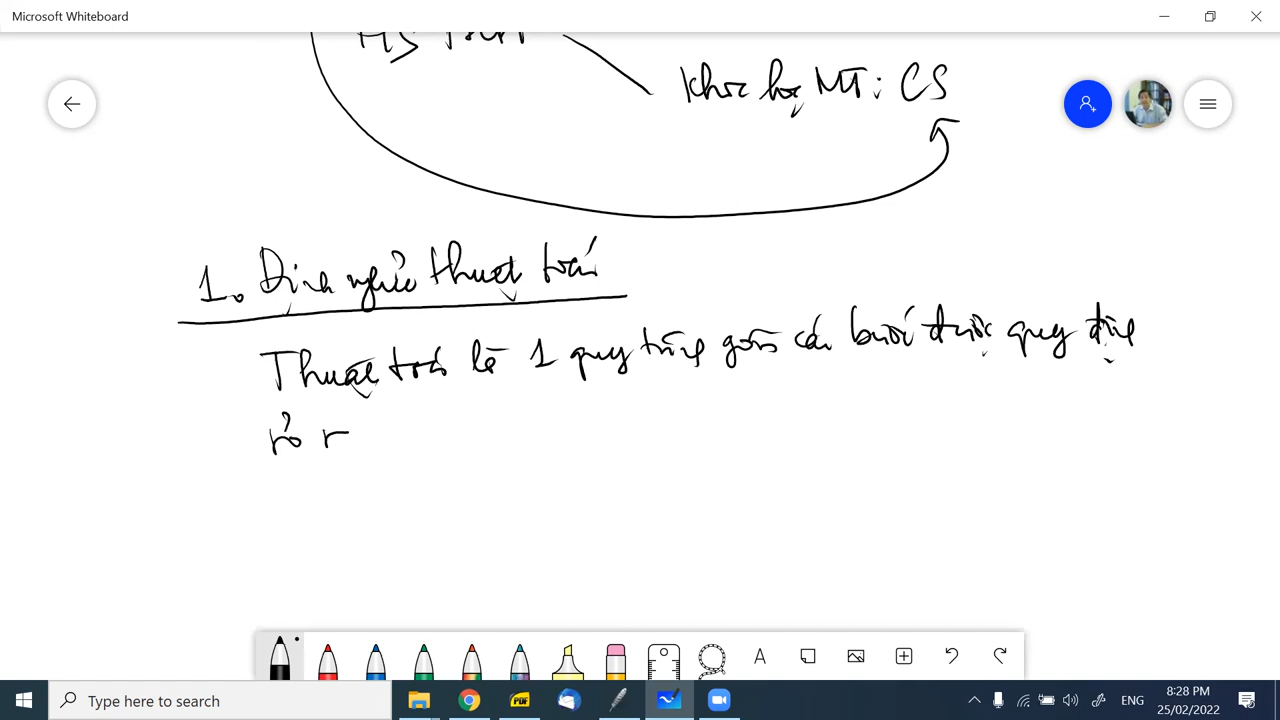 Microsoft Whiteboard
Khoa học MT: CS
1. Định nghĩa thuật toán
Thuật toán là 1 quy trình gồm các bước được quy định
rõ r
A
Type here to search
ENG
8:28 PM
25/02/2022